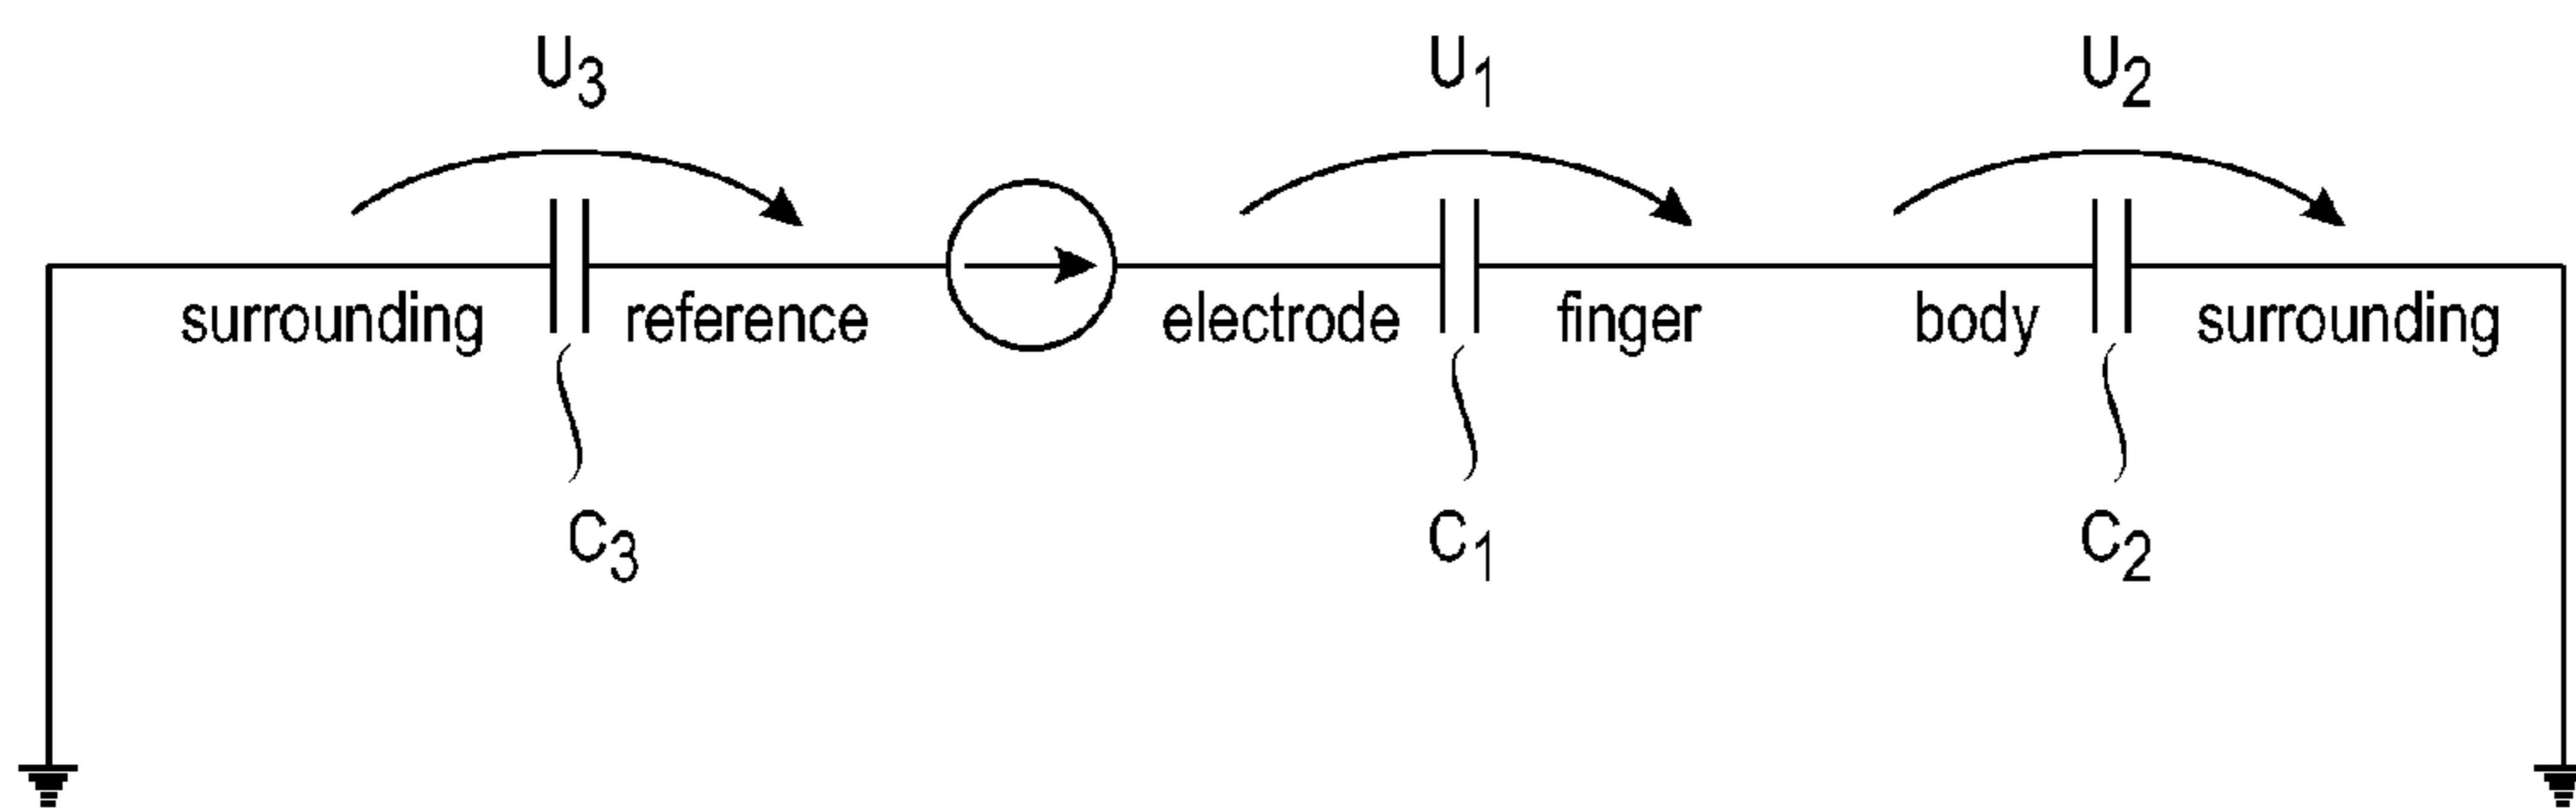 U3 U1 U2
surrounding reference electrode finger body surrounding
C3 C1 C2